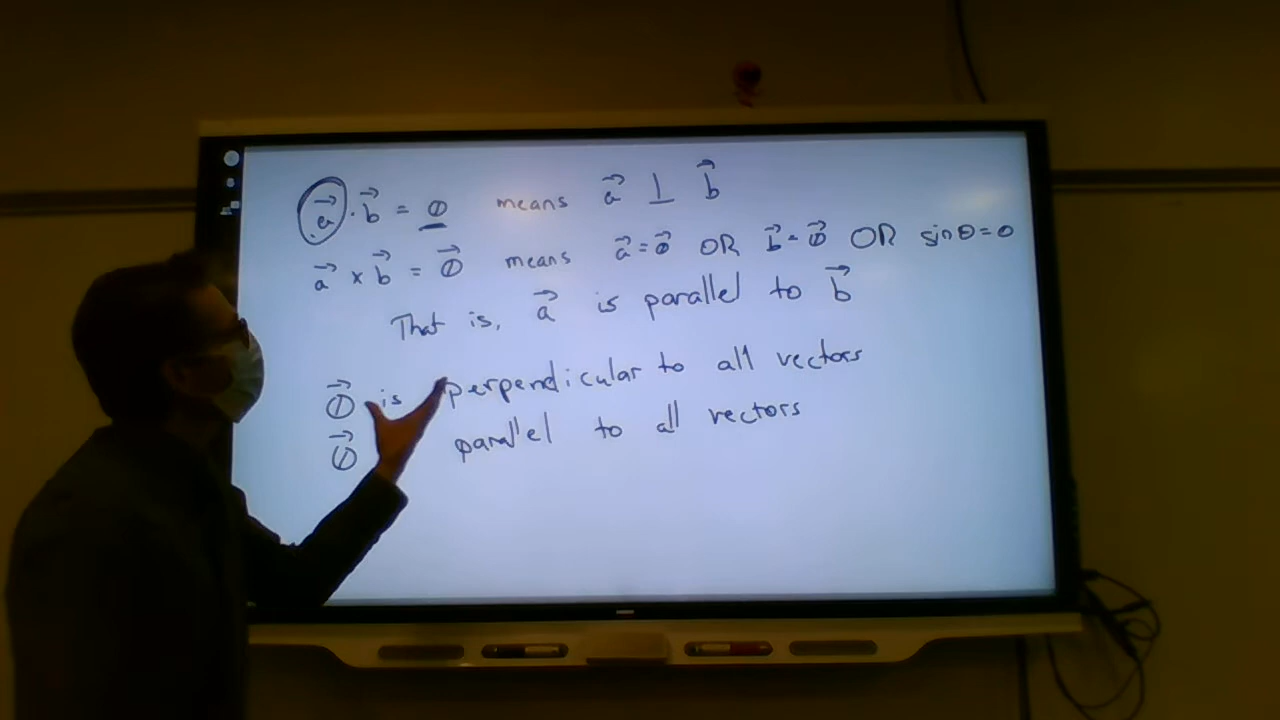 a⃗ · b⃗ = 0 means a⃗ ⊥ b⃗
a⃗ × b⃗ = 0⃗ means a⃗ = 0⃗ OR b⃗ = 0⃗ OR sin θ = 0
That is, a⃗ is parallel to b⃗
0⃗ is perpendicular to all vectors
0⃗ parallel to all vectors